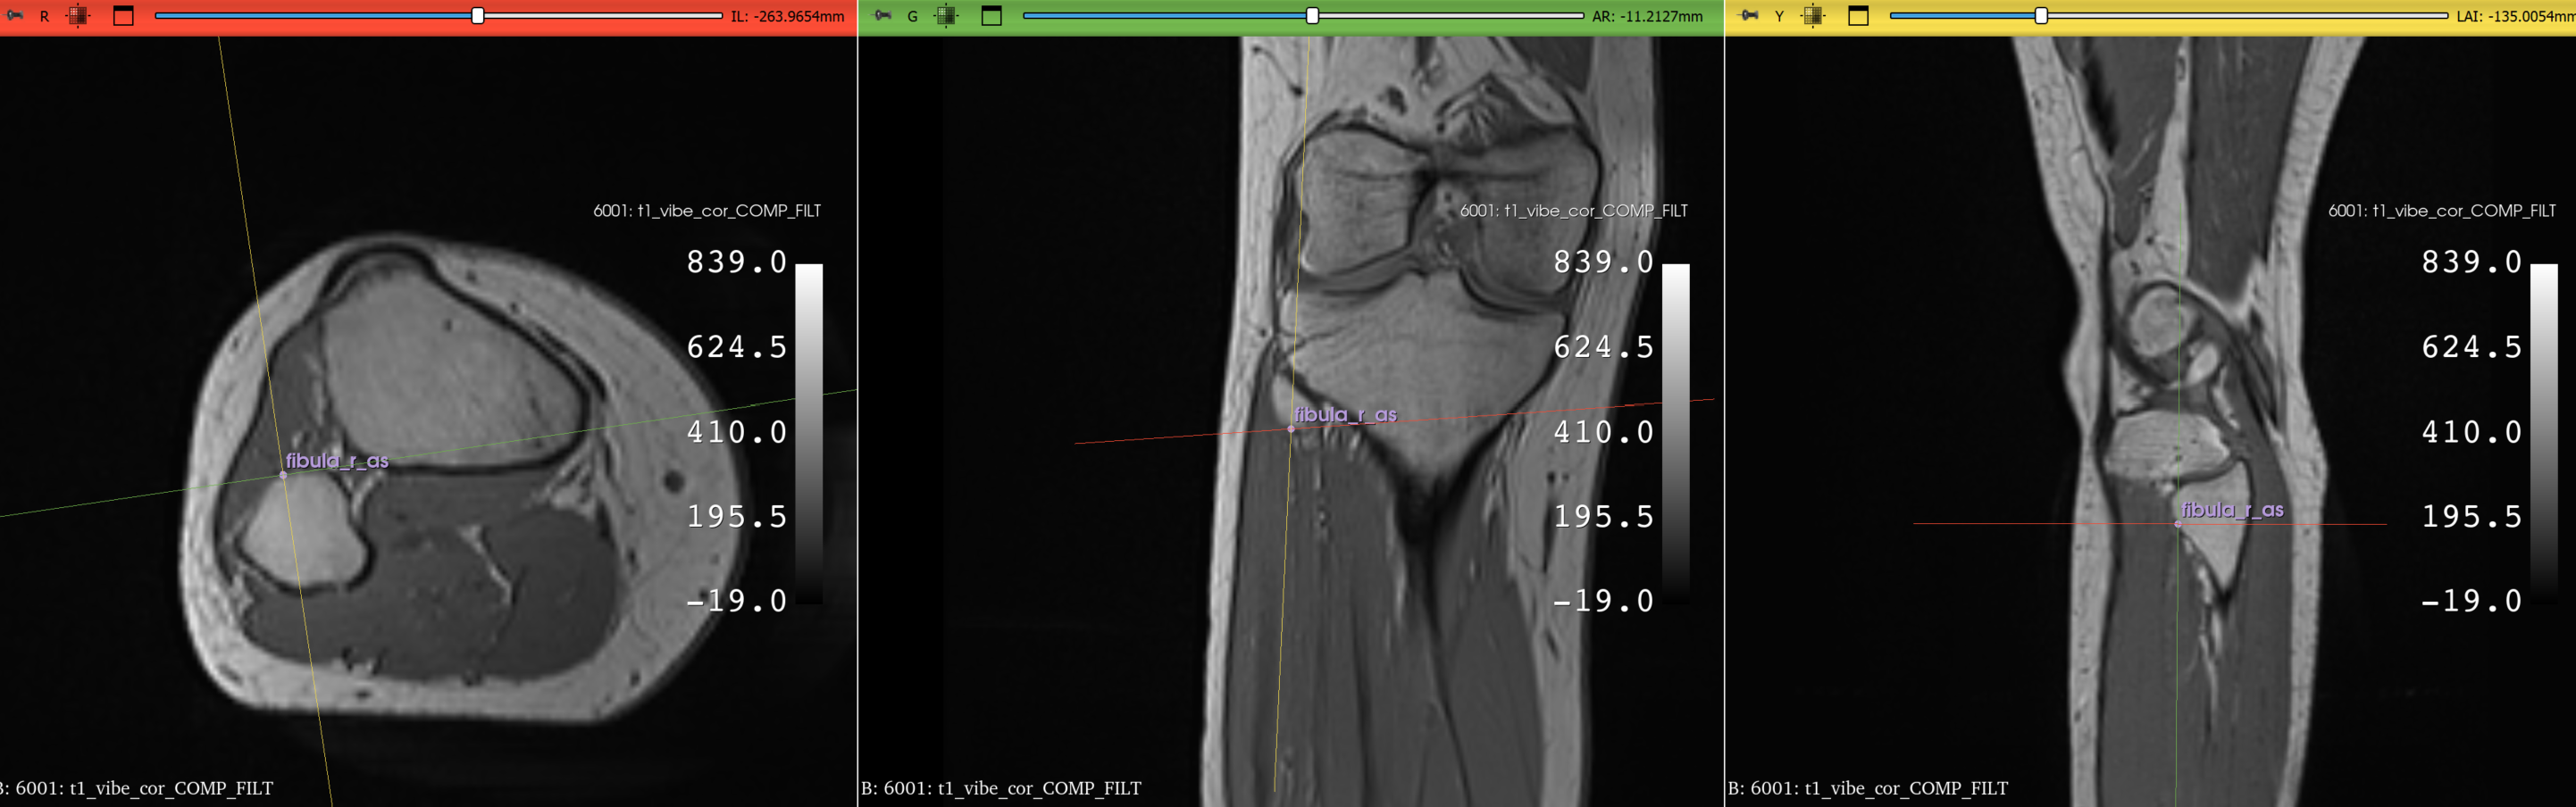 R IL: -263.9654mm
6001: t1_vibe_cor_COMP_FILT
839.0
624.5
410.0
195.5
-19.0
fibula_r_as
B: 6001: t1_vibe_cor_COMP_FILT
G AR: -11.2127mm
6001: t1_vibe_cor_COMP_FILT
839.0
624.5
410.0
195.5
-19.0
fibula_r_as
B: 6001: t1_vibe_cor_COMP_FILT
Y LAI: -135.0054mm
6001: t1_vibe_cor_COMP_FILT
839.0
624.5
410.0
195.5
-19.0
fibula_r_as
B: 6001: t1_vibe_cor_COMP_FILT